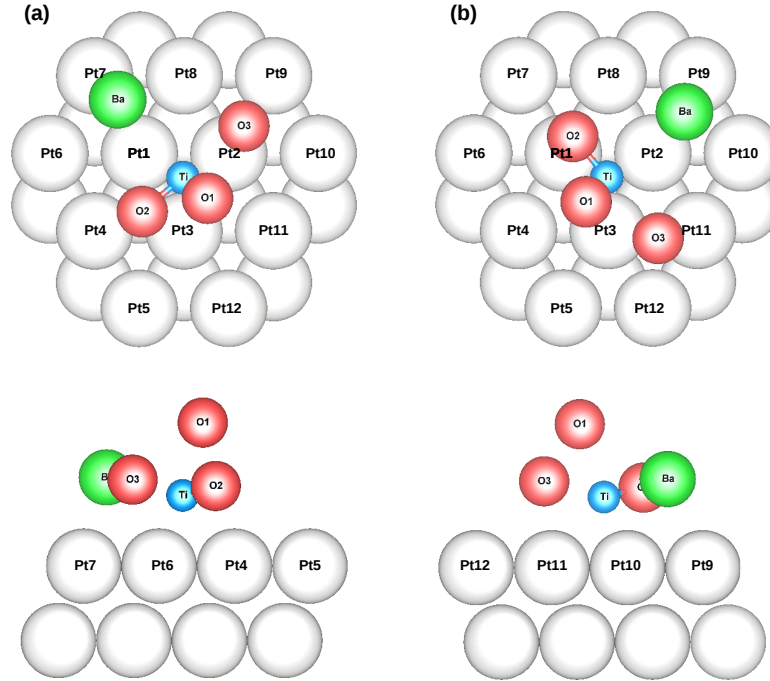 (a)
(b)
Pt7 Pt8 Pt9
Ba
O3
Pt6 Pt1 Pt2 Pt10
Ti
O2 O1
Pt4 Pt3 Pt11
Pt5 Pt12
Pt7 Pt8 Pt9
Ba
O2
Pt6 Pt1 Pt2 Pt10
Ti
O1
Pt4 Pt3 O3 Pt11
Pt5 Pt12
O1
O3 Ti O2
Pt7 Pt6 Pt4 Pt5
O1
O3 Ti Ba
Pt12 Pt11 Pt10 Pt9